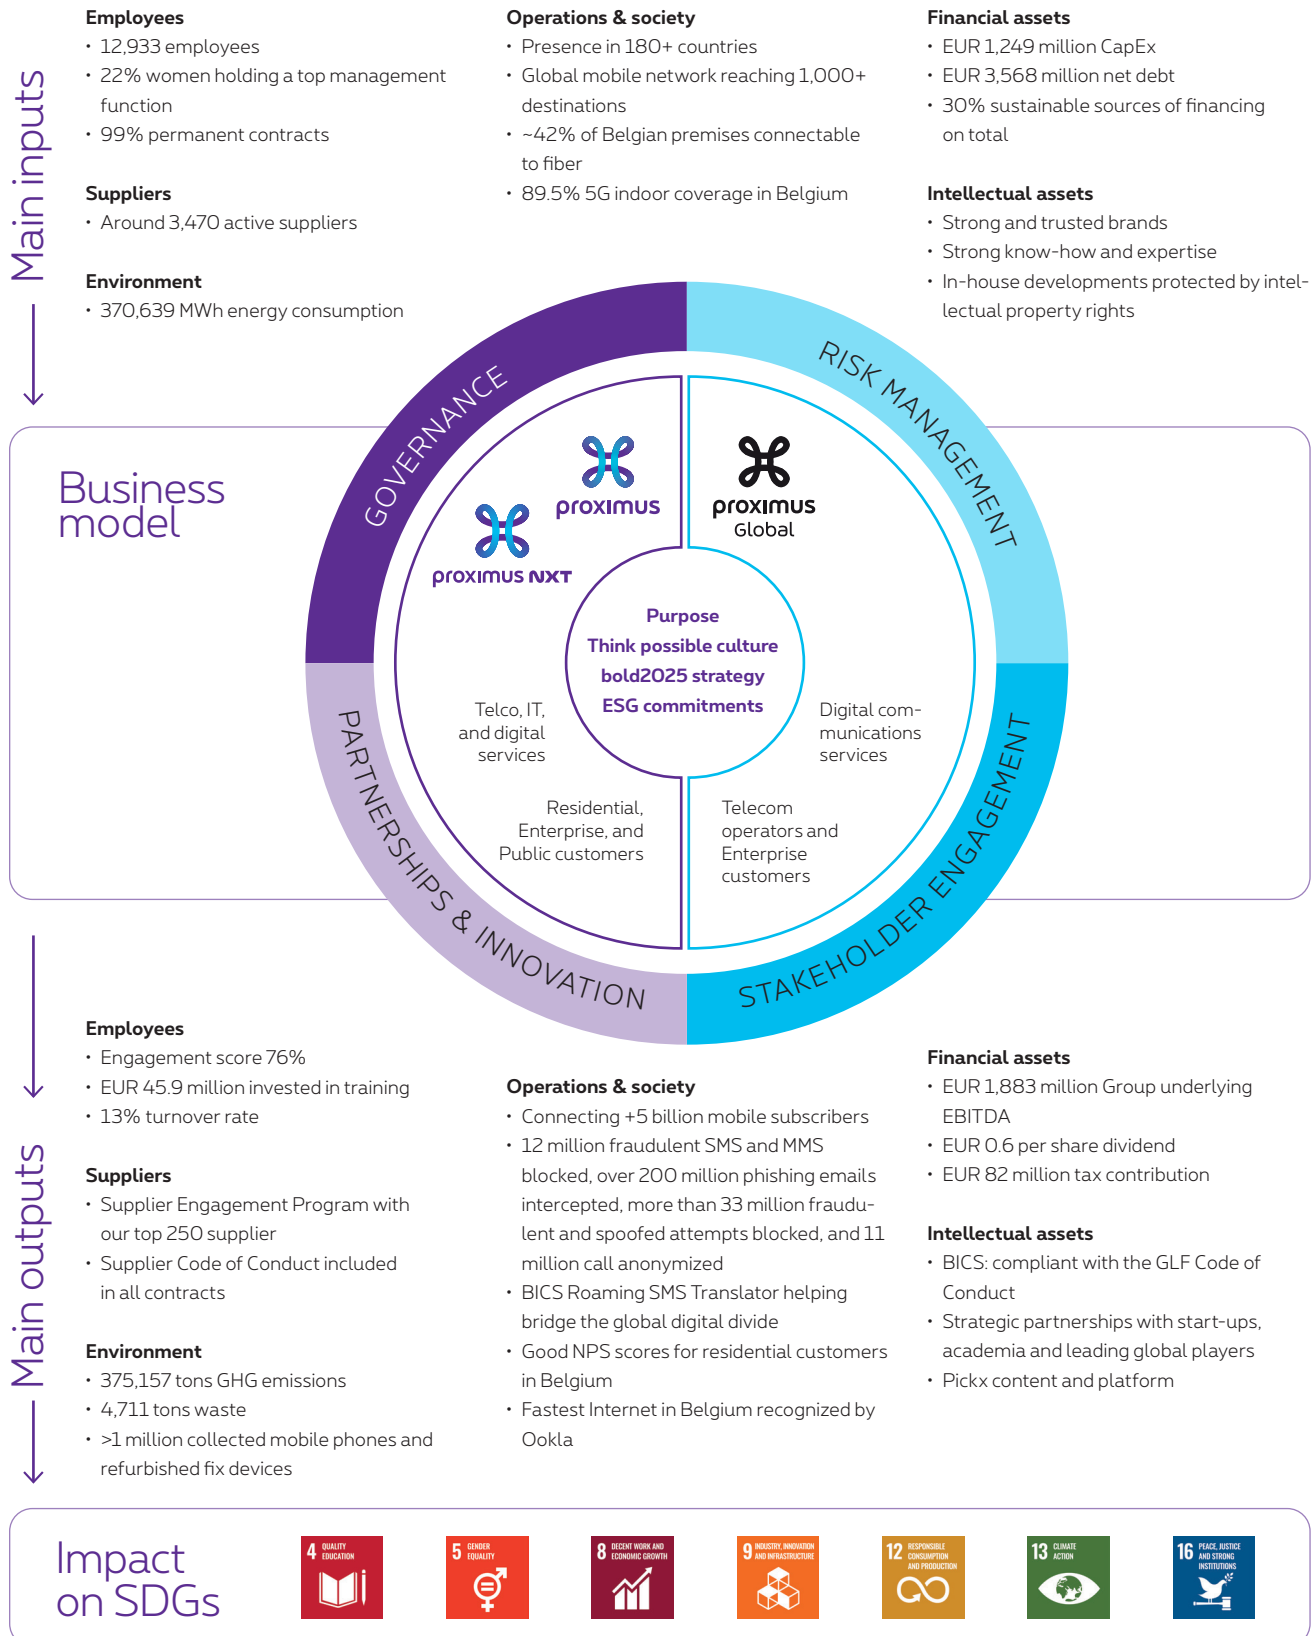 Main inputs
Employees
• 12,933 employees
• 22% women holding a top management
function
• 99% permanent contracts
Suppliers
• Around 3,470 active suppliers
Environment
• 370,639 MWh energy consumption
Operations & society
• Presence in 180+ countries
• Global mobile network reaching 1,000+
destinations
• ~42% of Belgian premises connectable
to fiber
• 89.5% 5G indoor coverage in Belgium
Financial assets
• EUR 1,249 million CapEx
• EUR 3,568 million net debt
• 30% sustainable sources of financing
on total
Intellectual assets
• Strong and trusted brands
• Strong know-how and expertise
• In-house developments protected by intel-
lectual property rights
Business
model
GOVERNANCE
RISK MANAGEMENT
proximus
proximus NXT
proximus
Global
Purpose
Think possible culture
bold2025 strategy
ESG commitments
Telco, IT,
and digital
services
Digital com-
munications
services
Residential,
Enterprise, and
Public customers
Telecom
operators and
Enterprise
customers
PARTNERSHIPS & INNOVATION
STAKEHOLDER ENGAGEMENT
Main outputs
Employees
• Engagement score 76%
• EUR 45.9 million invested in training
• 13% turnover rate
Suppliers
• Supplier Engagement Program with
our top 250 supplier
• Supplier Code of Conduct included
in all contracts
Environment
• 375,157 tons GHG emissions
• 4,711 tons waste
• >1 million collected mobile phones and
refurbished fix devices
Operations & society
• Connecting +5 billion mobile subscribers
• 12 million fraudulent SMS and MMS
blocked, over 200 million phishing emails
intercepted, more than 33 million fraudu-
lent and spoofed attempts blocked, and 11
million call anonymized
• BICS Roaming SMS Translator helping
bridge the global digital divide
• Good NPS scores for residential customers
in Belgium
• Fastest Internet in Belgium recognized by
Ookla
Financial assets
• EUR 1,883 million Group underlying
EBITDA
• EUR 0.6 per share dividend
• EUR 82 million tax contribution
Intellectual assets
• BICS: compliant with the GLF Code of
Conduct
• Strategic partnerships with start-ups,
academia and leading global players
• Pickx content and platform
Impact
on SDGs
4 QUALITY
EDUCATION
5 GENDER
EQUALITY
8 DECENT WORK AND
ECONOMIC GROWTH
9 INDUSTRY, INNOVATION
AND INFRASTRUCTURE
12 RESPONSIBLE
CONSUMPTION
AND PRODUCTION
13 CLIMATE
ACTION
16 PEACE, JUSTICE
AND STRONG
INSTITUTIONS